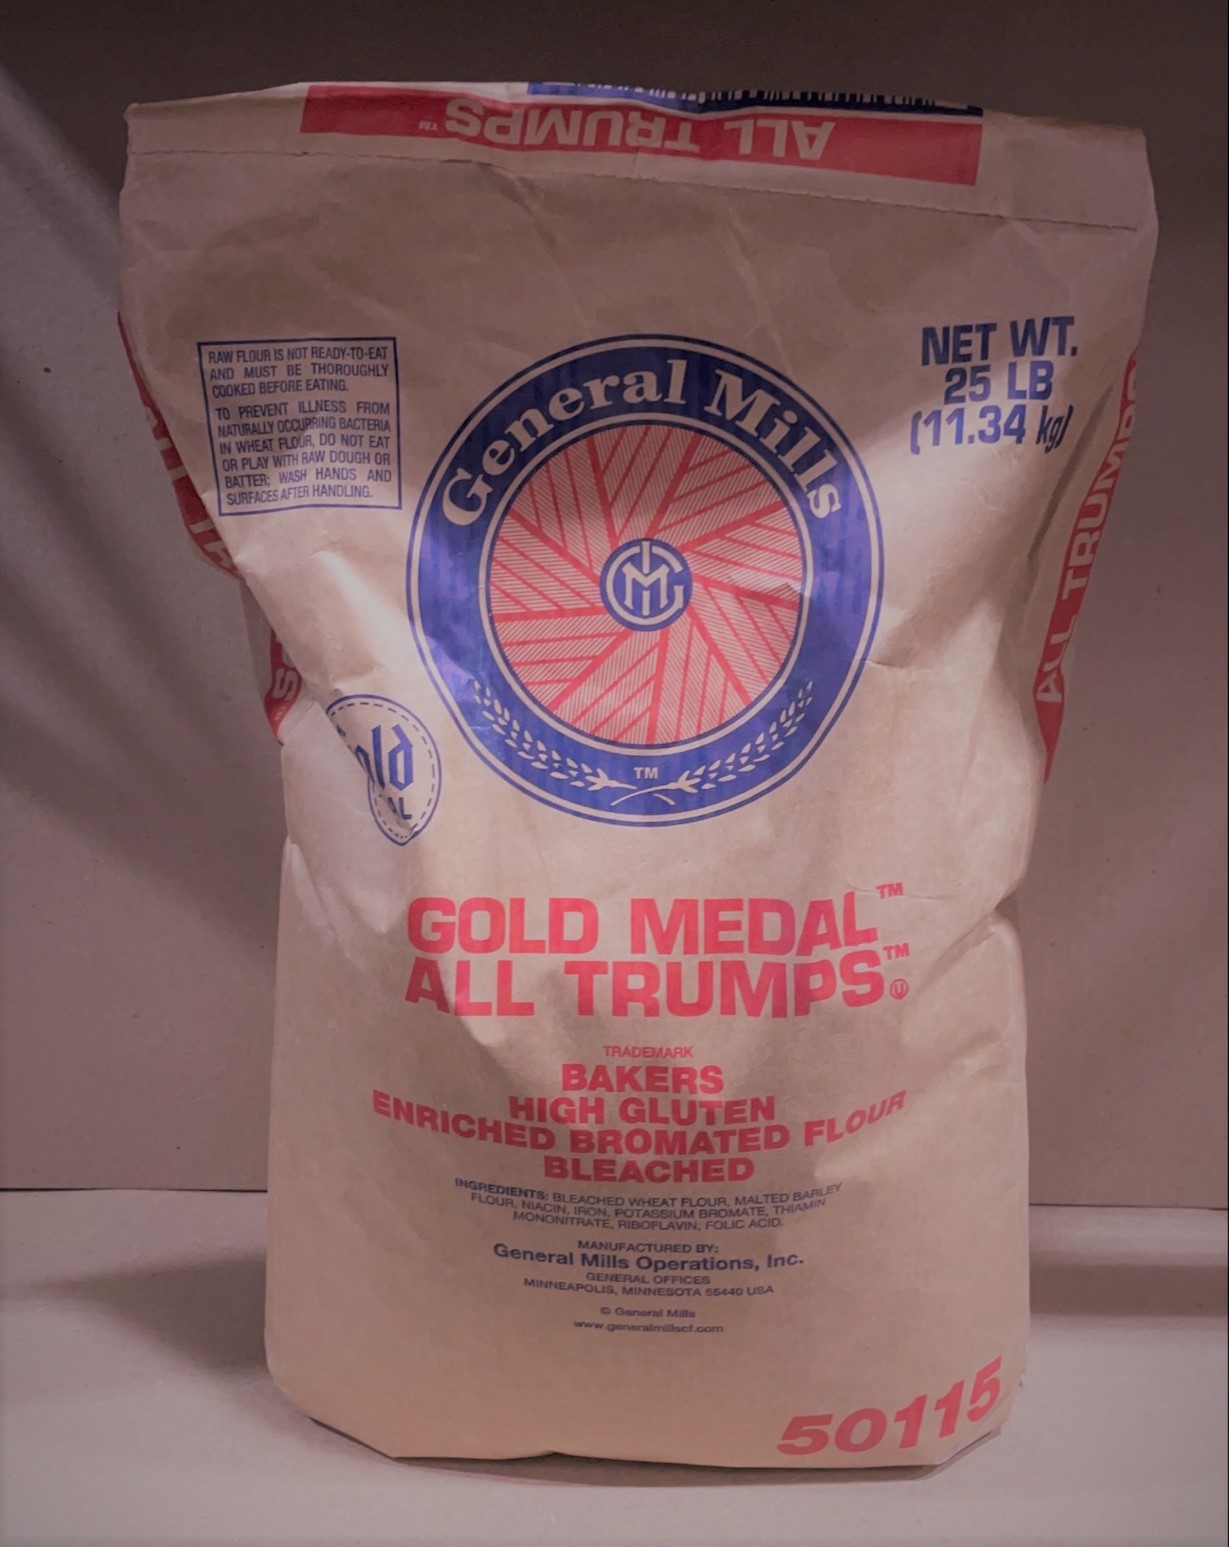 ALL TRUMPS™
RAW FLOUR IS NOT READY-TO-EAT
AND MUST BE THOROUGHLY
COOKED BEFORE EATING.
TO PREVENT ILLNESS FROM
NATURALLY OCCURRING BACTERIA
IN WHEAT FLOUR, DO NOT EAT
OR PLAY WITH RAW DOUGH OR
BATTER; WASH HANDS AND
SURFACES AFTER HANDLING.
General Mills
GM
TM
NET WT.
25 LB
(11.34 kg)
ALL TRUMPS
GOLD MEDAL™
ALL TRUMPS™ U
TRADEMARK
BAKERS
HIGH GLUTEN
ENRICHED BROMATED FLOUR
BLEACHED
INGREDIENTS: BLEACHED WHEAT FLOUR, MALTED BARLEY
FLOUR, NIACIN, IRON, POTASSIUM BROMATE, THIAMIN
MONONITRATE, RIBOFLAVIN, FOLIC ACID.
MANUFACTURED BY:
General Mills Operations, Inc.
GENERAL OFFICES
MINNEAPOLIS, MINNESOTA 55440 USA
© General Mills
www.generalmillscf.com
50115